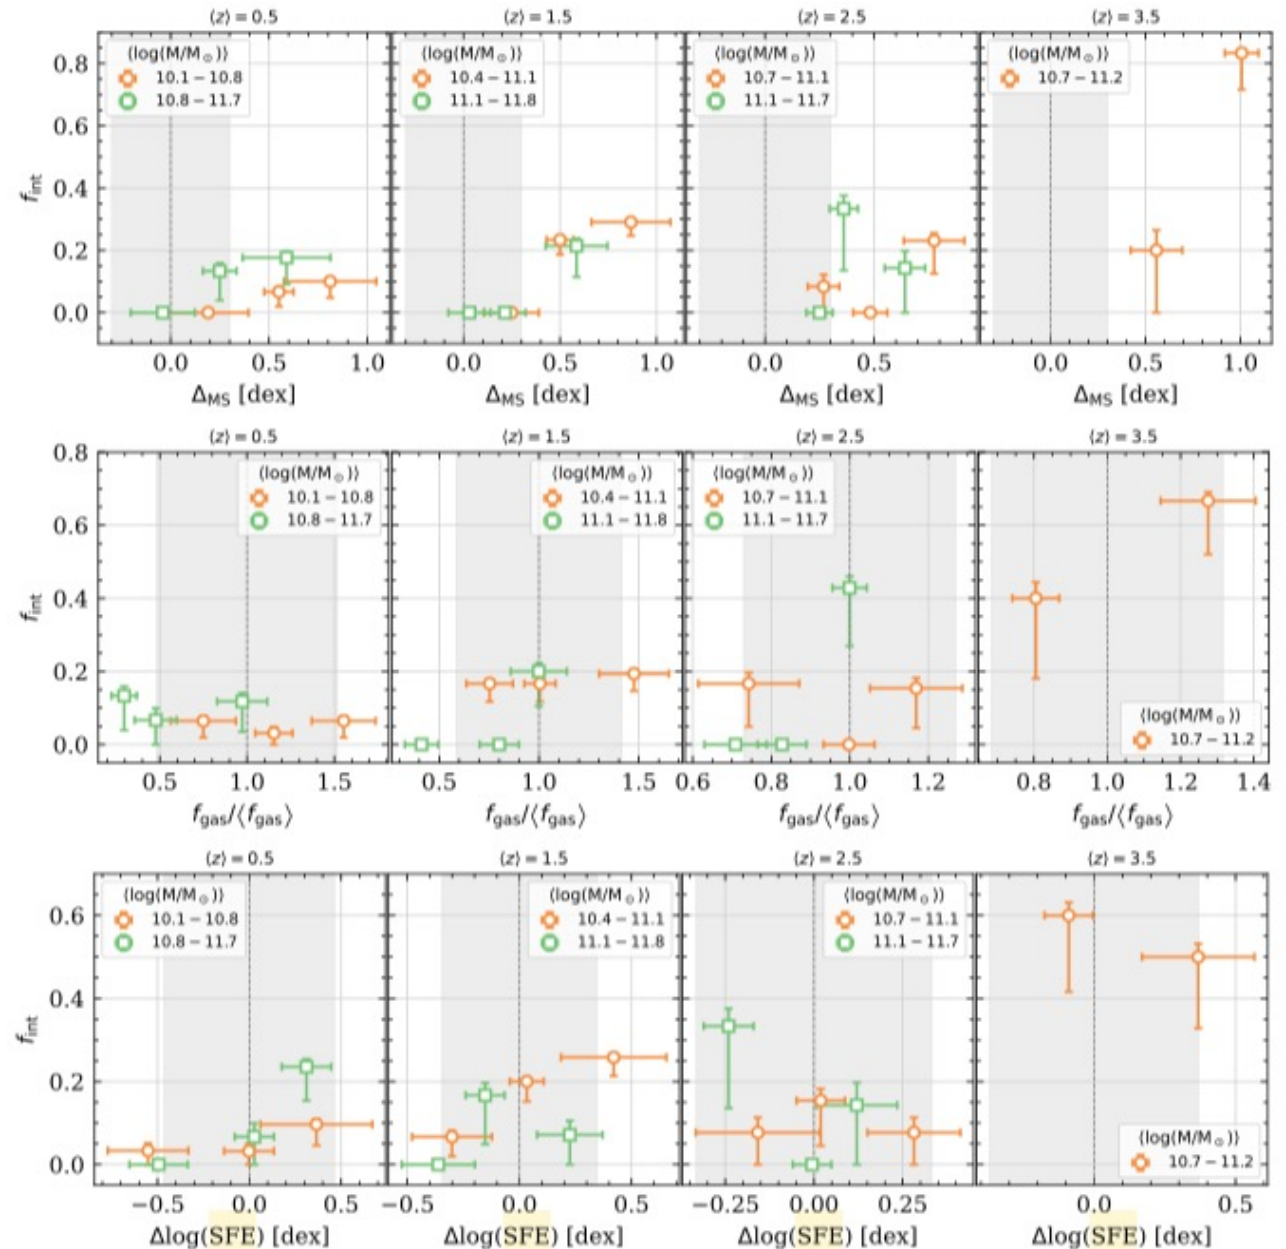 ⟨z⟩ = 0.5
⟨z⟩ = 1.5
⟨z⟩ = 2.5
⟨z⟩ = 3.5
0.8
0.6
0.4
0.2
0.0
f_int
⟨log(M/M⊙)⟩
10.1 − 10.8
10.8 − 11.7
⟨log(M/M⊙)⟩
10.4 − 11.1
11.1 − 11.8
⟨log(M/M⊙)⟩
10.7 − 11.1
11.1 − 11.7
⟨log(M/M⊙)⟩
10.7 − 11.2
0.0 0.5 1.0
0.0 0.5 1.0
0.0 0.5
0.0 0.5 1.0
Δ_MS [dex]
Δ_MS [dex]
Δ_MS [dex]
Δ_MS [dex]
⟨z⟩ = 0.5
⟨z⟩ = 1.5
⟨z⟩ = 2.5
⟨z⟩ = 3.5
0.8
0.6
0.4
0.2
0.0
f_int
⟨log(M/M⊙)⟩
10.1 − 10.8
10.8 − 11.7
⟨log(M/M⊙)⟩
10.4 − 11.1
11.1 − 11.8
⟨log(M/M⊙)⟩
10.7 − 11.1
11.1 − 11.7
⟨log(M/M⊙)⟩
10.7 − 11.2
0.5 1.0 1.5
0.5 1.0 1.5
0.6 0.8 1.0 1.2
0.8 1.0 1.2 1.4
f_gas/⟨f_gas⟩
f_gas/⟨f_gas⟩
f_gas/⟨f_gas⟩
f_gas/⟨f_gas⟩
⟨z⟩ = 0.5
⟨z⟩ = 1.5
⟨z⟩ = 2.5
⟨z⟩ = 3.5
0.6
0.4
0.2
0.0
f_int
⟨log(M/M⊙)⟩
10.1 − 10.8
10.8 − 11.7
⟨log(M/M⊙)⟩
10.4 − 11.1
11.1 − 11.8
⟨log(M/M⊙)⟩
10.7 − 11.1
11.1 − 11.7
⟨log(M/M⊙)⟩
10.7 − 11.2
−0.5 0.0 0.5
−0.5 0.0 0.5
−0.25 0.00 0.25
0.0 0.5
Δlog(SFE) [dex]
Δlog(SFE) [dex]
Δlog(SFE) [dex]
Δlog(SFE) [dex]